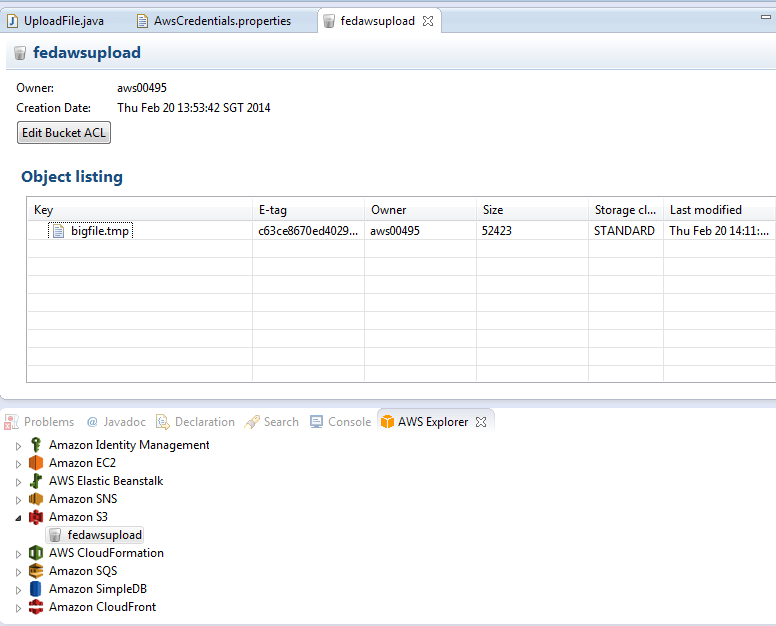 UploadFile.java AwsCredentials.properties fedawsupload
fedawsupload
Owner: aws00495
Creation Date: Thu Feb 20 13:53:42 SGT 2014
Edit Bucket ACL
Object listing
Key E-tag Owner Size Storage cl... Last modified
bigfile.tmp c63ce8670ed4029... aws00495 52423 STANDARD Thu Feb 20 14:11:...
Problems @ Javadoc Declaration Search Console AWS Explorer
Amazon Identity Management
Amazon EC2
AWS Elastic Beanstalk
Amazon SNS
Amazon S3
fedawsupload
AWS CloudFormation
Amazon SQS
Amazon SimpleDB
Amazon CloudFront